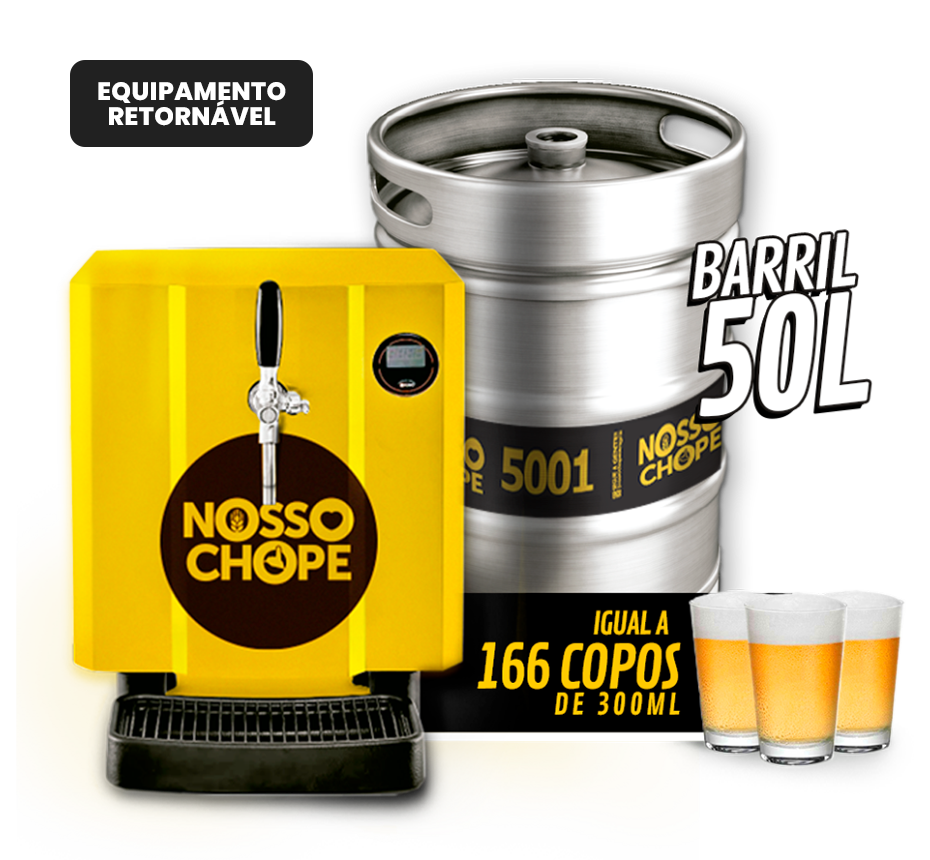 EQUIPAMENTO
RETORNÁVEL
BARRIL
50L
NOSSO
CHOPE
5001
NOSSO
CHOPE
IGUAL A
166 COPOS
DE 300ML